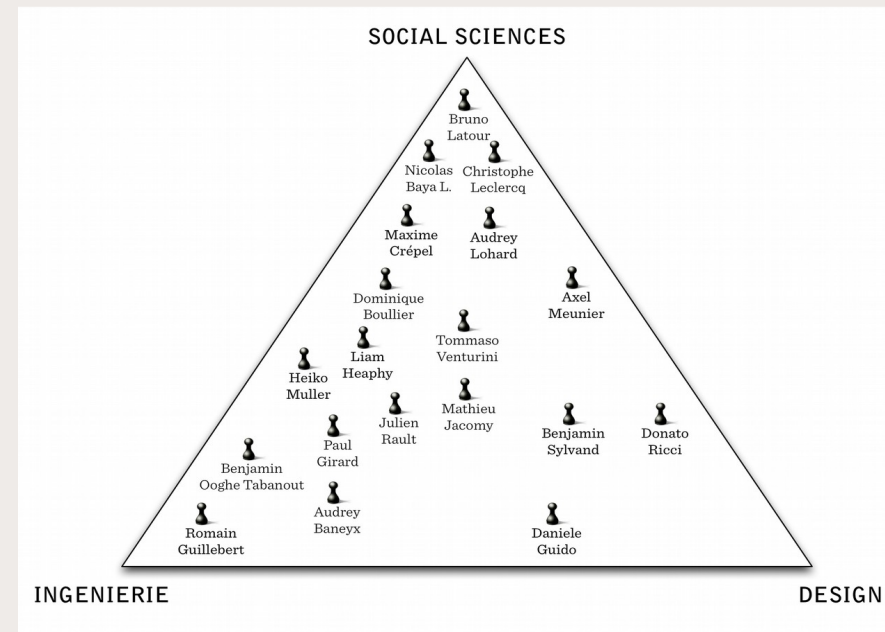 SOCIAL SCIENCES
Bruno
Latour
Nicolas
Baya L.
Christophe
Leclercq
Maxime
Crépel
Audrey
Lohard
Dominique
Boullier
Axel
Meunier
Tommaso
Venturini
Liam
Heaphy
Heiko
Muller
Julien
Rault
Mathieu
Jacomy
Benjamin
Sylvand
Donato
Ricci
Paul
Girard
Benjamin
Ooghe Tabanout
Audrey
Baneyx
Romain
Guillebert
Daniele
Guido
INGENIERIE
DESIGN